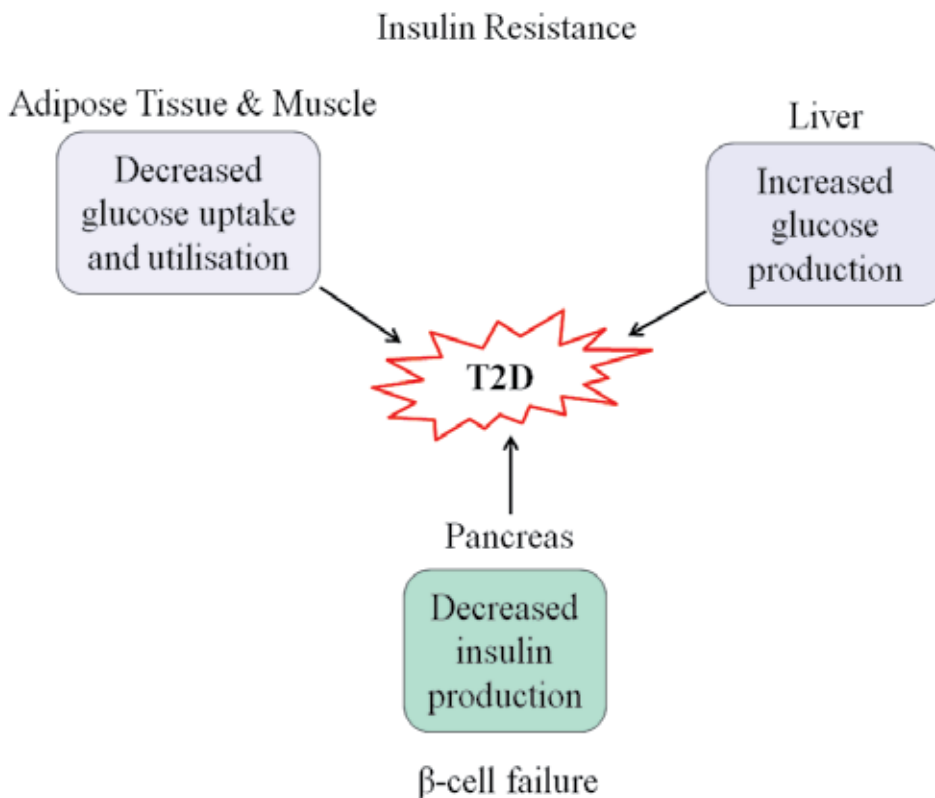 Insulin Resistance
Adipose Tissue & Muscle
Decreased
glucose uptake
and utilisation
Liver
Increased
glucose
production
T2D
Pancreas
Decreased
insulin
production
β-cell failure